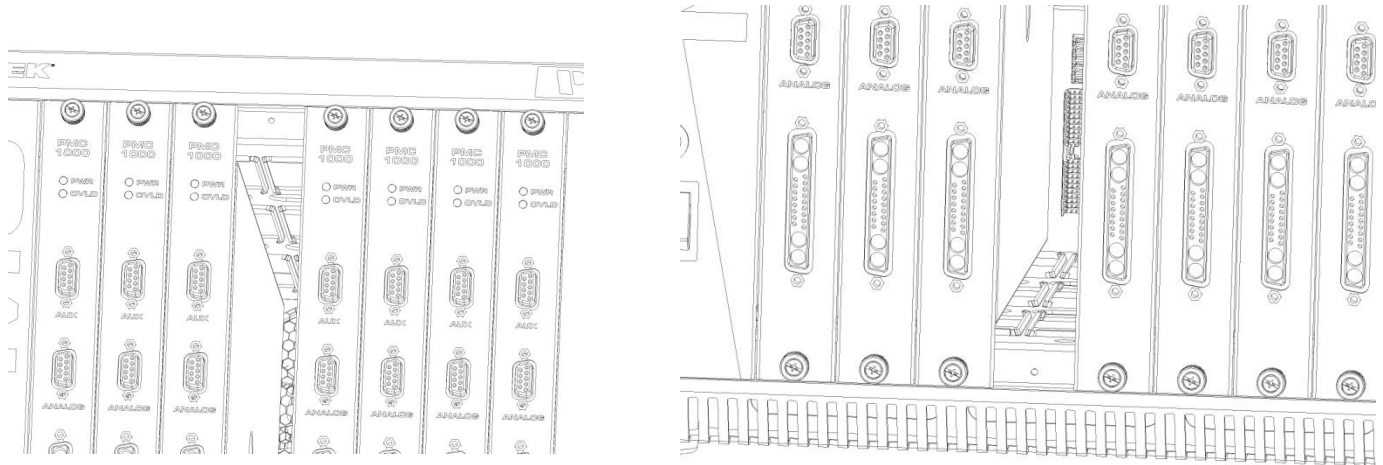 EK
PMC PMC PMC PMC PMC PMC PMC
1000 1000 1000 1000 1000 1000 1000
PWR PWR PWR PWR PWR PWR PWR
OVLD OVLD OVLD OVLD OVLD OVLD OVLD
AUX AUX AUX AUX AUX AUX AUX
ANALOG ANALOG ANALOG ANALOG ANALOG ANALOG ANALOG
ANALOG ANALOG ANALOG ANALOG ANALOG ANALOG ANALO